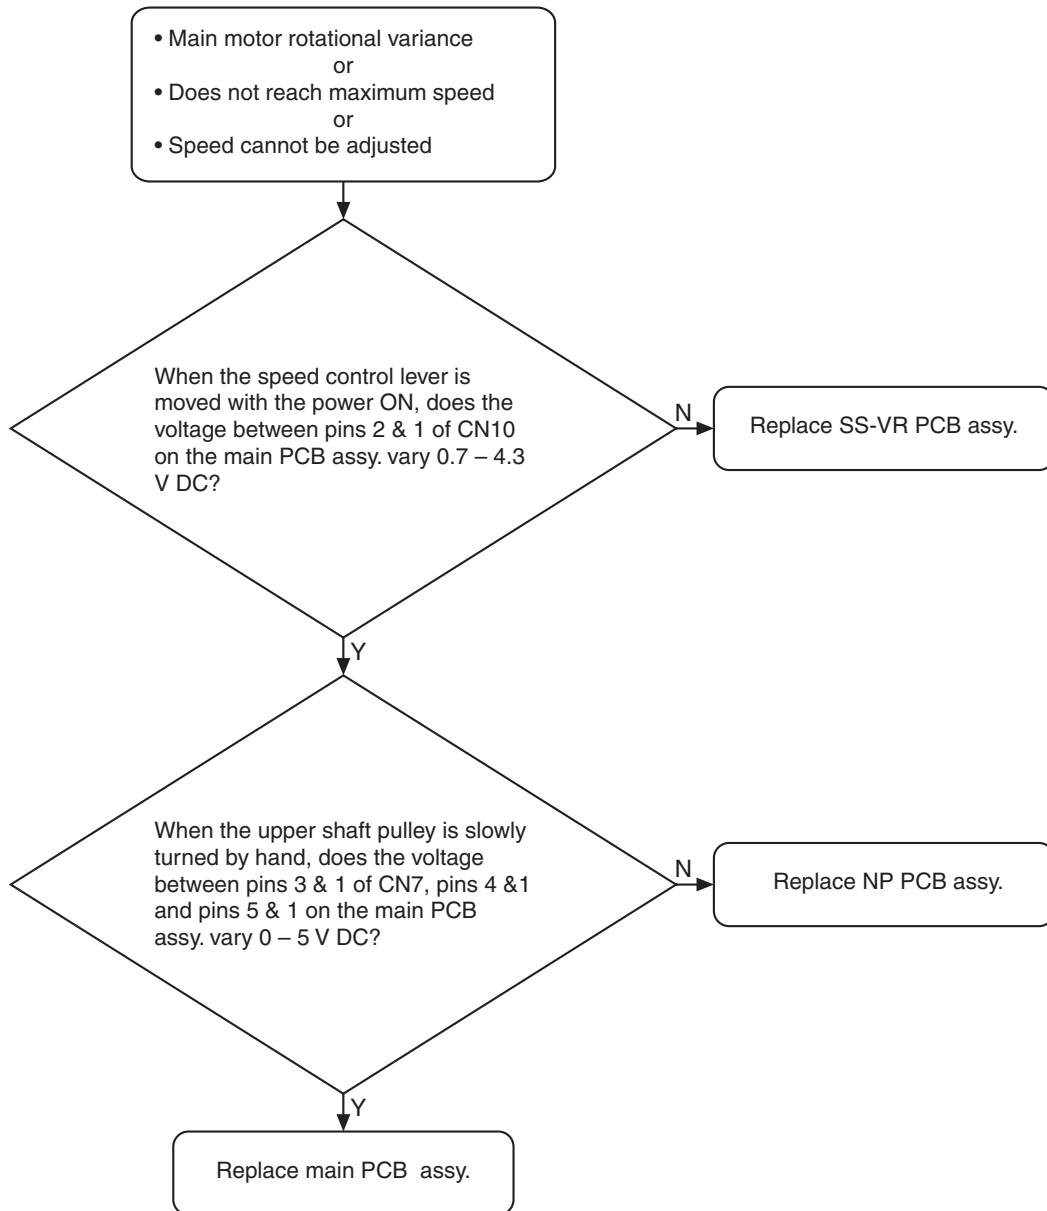 • Main motor rotational variance
or
• Does not reach maximum speed
or
• Speed cannot be adjusted
When the speed control lever is
moved with the power ON, does the
voltage between pins 2 & 1 of CN10
on the main PCB assy. vary 0.7 – 4.3
V DC?
N
Replace SS-VR PCB assy.
Y
When the upper shaft pulley is slowly
turned by hand, does the voltage
between pins 3 & 1 of CN7, pins 4 &1
and pins 5 & 1 on the main PCB
assy. vary 0 – 5 V DC?
N
Replace NP PCB assy.
Y
Replace main PCB  assy.